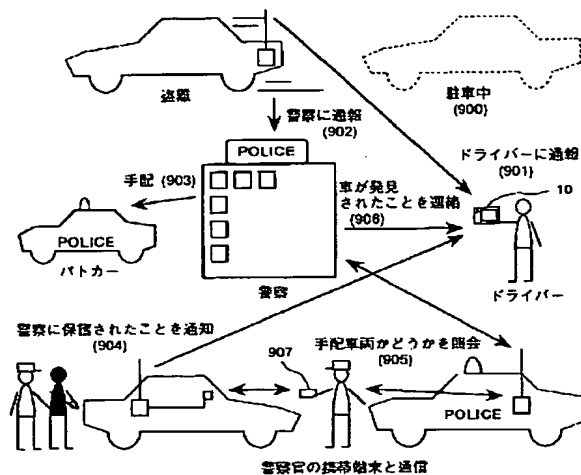 盗難
駐車中
(900)
警察に通報
(902)
POLICE
ドライバーに通報
(901)
10
手配 (903)
車が発見
されたことを連絡
(906)
POLICE
パトカー
警察
ドライバー
警察に保護されたことを通知
(904)
907
手配車両かどうかを照会
(905)
POLICE
警察官の携帯端末と通信